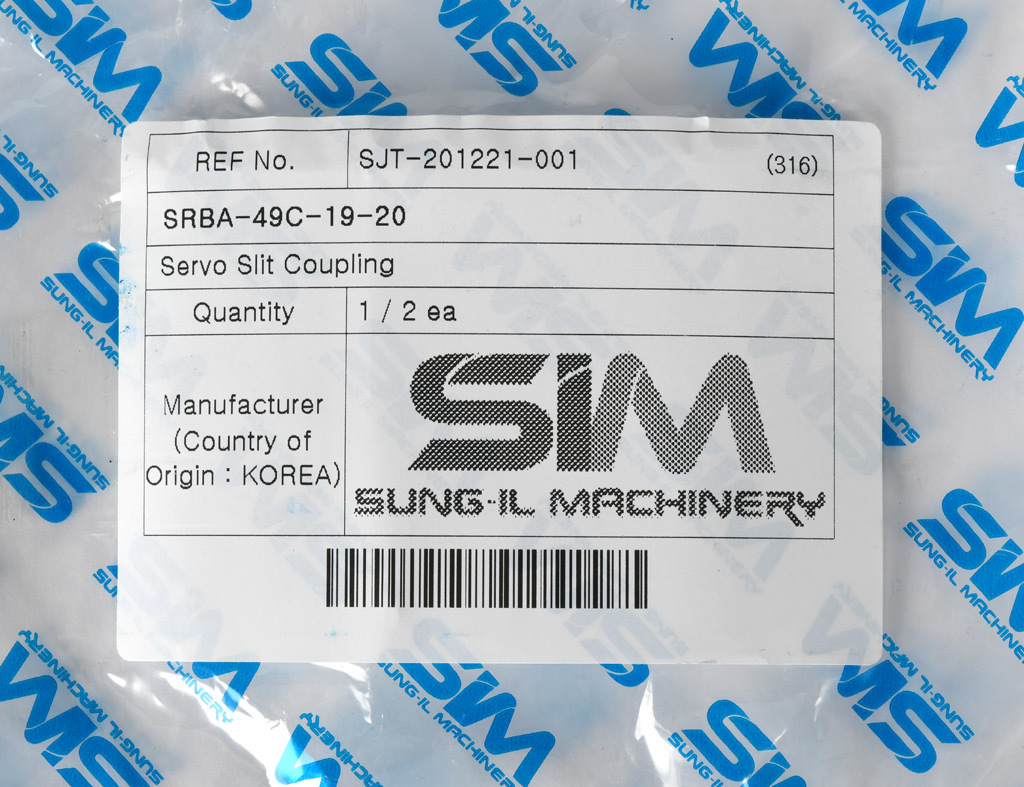 REF No. SJT-201221-001 (316)
SRBA-49C-19-20
Servo Slit Coupling
Quantity 1 / 2 ea
Manufacturer
(Country of
Origin : KOREA)
SIM
SUNG-IL MACHINERY